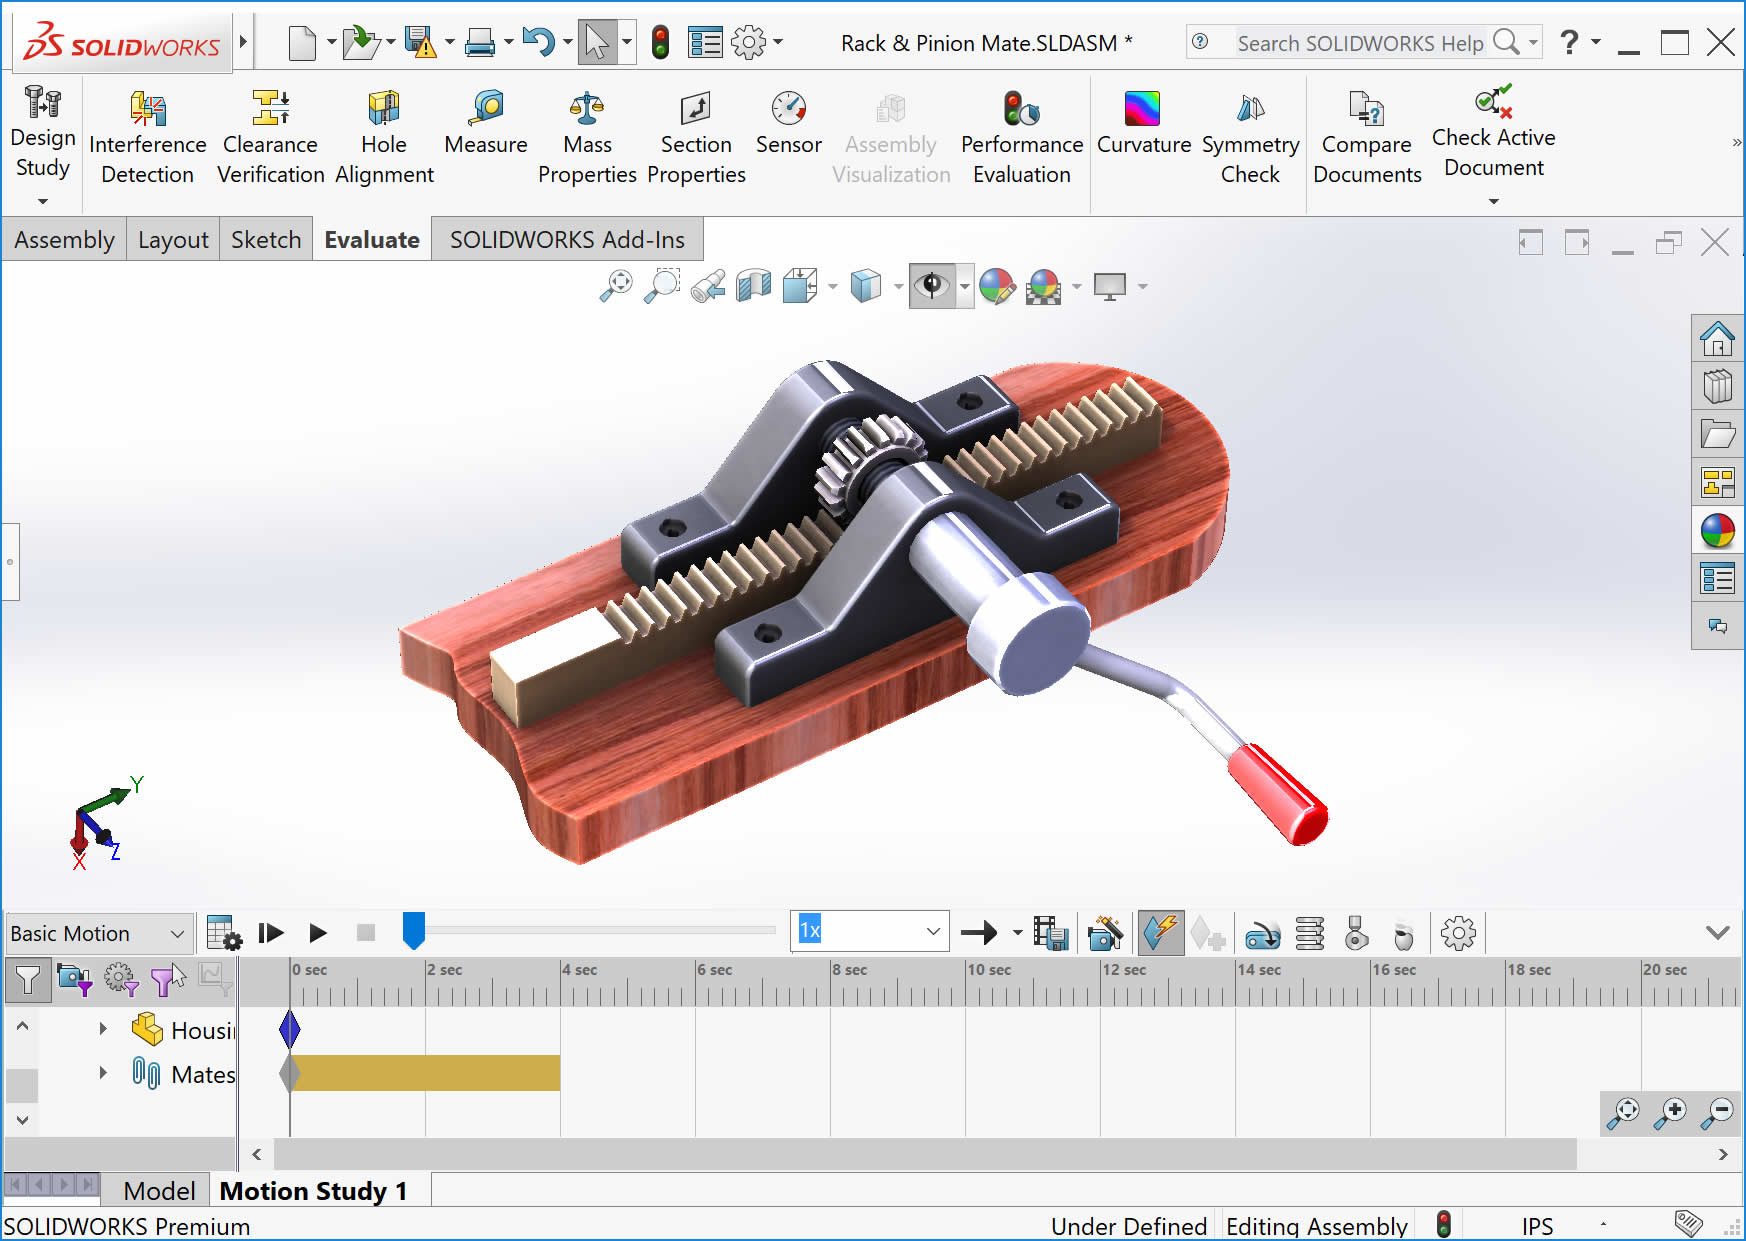 SOLIDWORKS
Rack & Pinion Mate.SLDASM *
Search SOLIDWORKS Help
?
Design
Study
Interference
Detection
Clearance
Verification
Hole
Alignment
Measure
Mass
Properties
Section
Properties
Sensor
Assembly
Visualization
Performance
Evaluation
Curvature
Symmetry
Check
Compare
Documents
Check Active
Document
»
Assembly
Layout
Sketch
Evaluate
SOLIDWORKS Add-Ins
Y
Z
X
Basic Motion
1x
0 sec
2 sec
4 sec
6 sec
8 sec
10 sec
12 sec
14 sec
16 sec
18 sec
20 sec
Housi
Mates
Model
Motion Study 1
SOLIDWORKS Premium
Under Defined
Editing Assembly
IPS